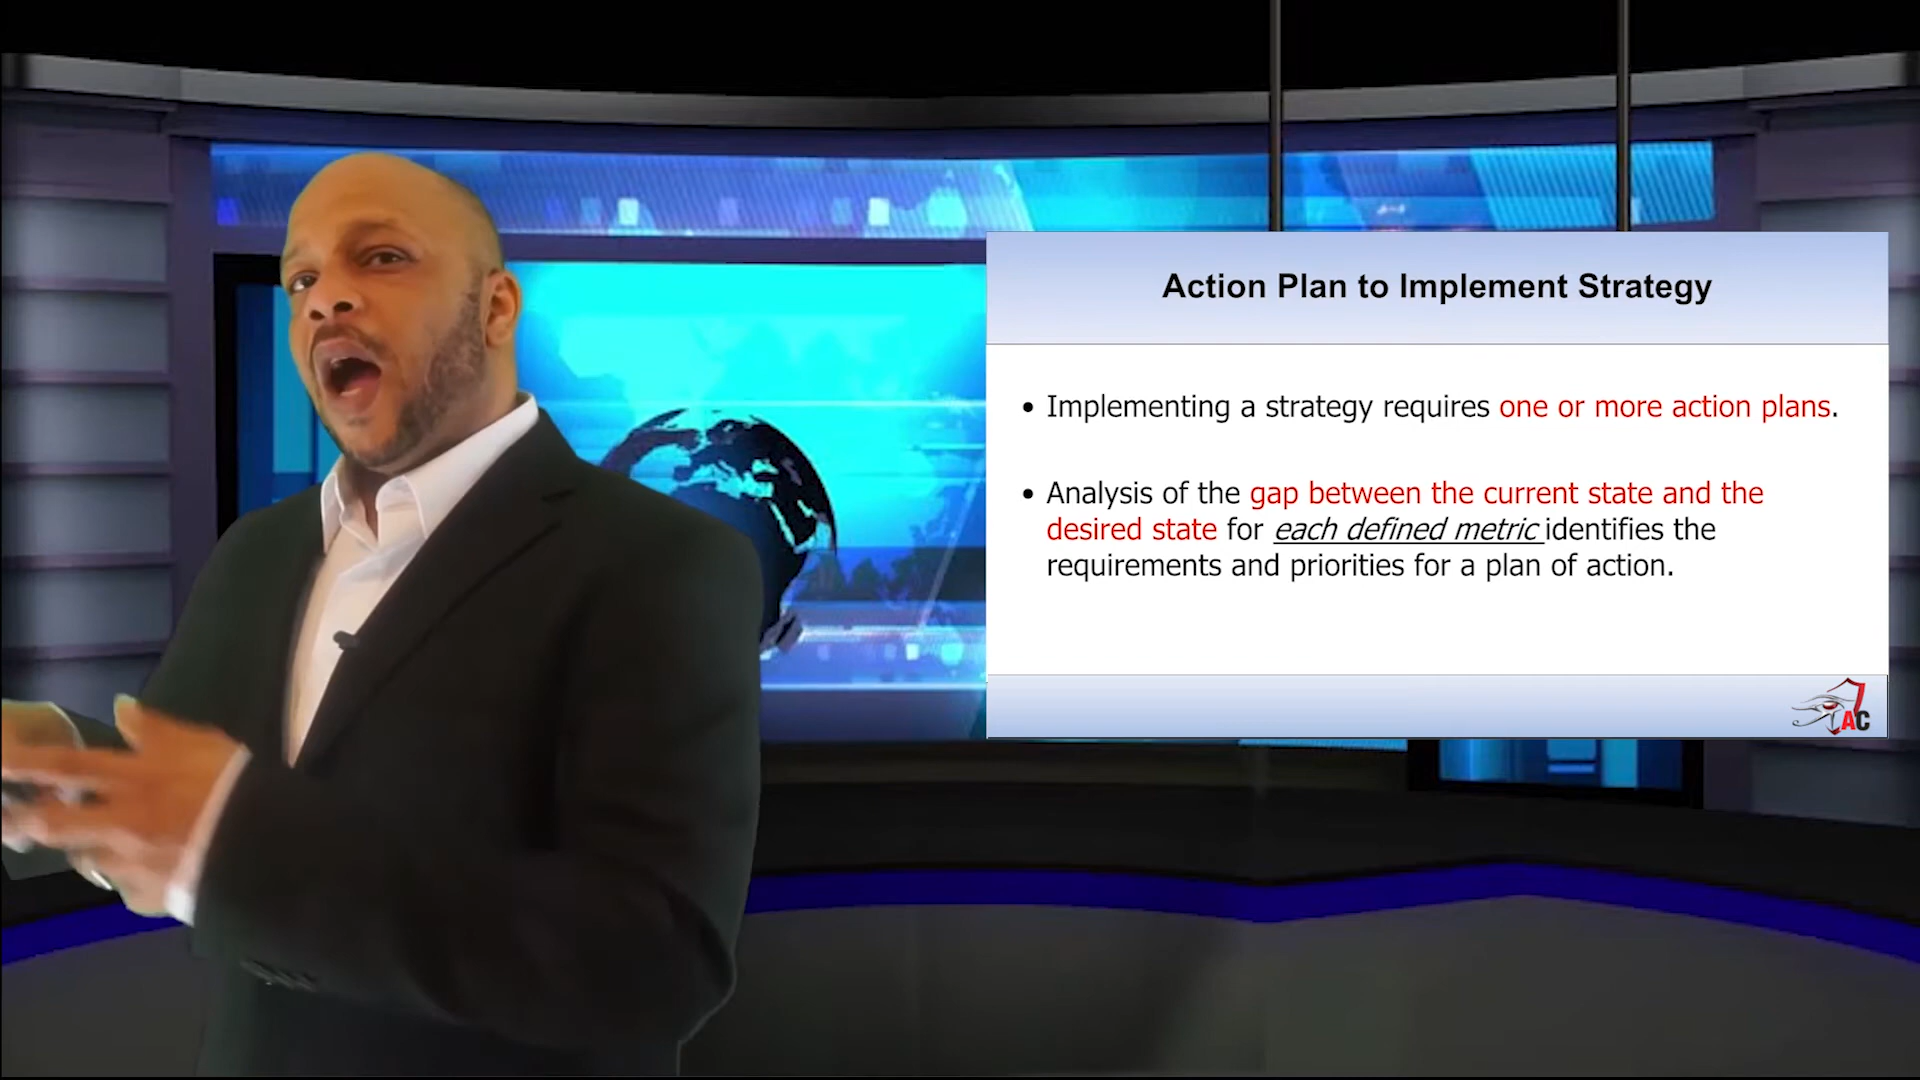 Action Plan to Implement Strategy
• Implementing a strategy requires one or more action plans.
• Analysis of the gap between the current state and the
desired state for each defined metric identifies the
requirements and priorities for a plan of action.
AC